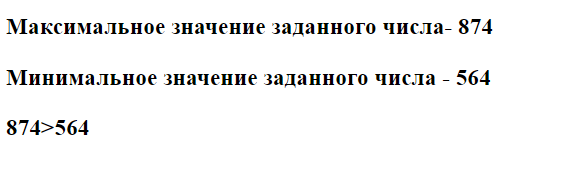 Максимальное значение заданного числа- 874
Минимальное значение заданного числа - 564
874>564